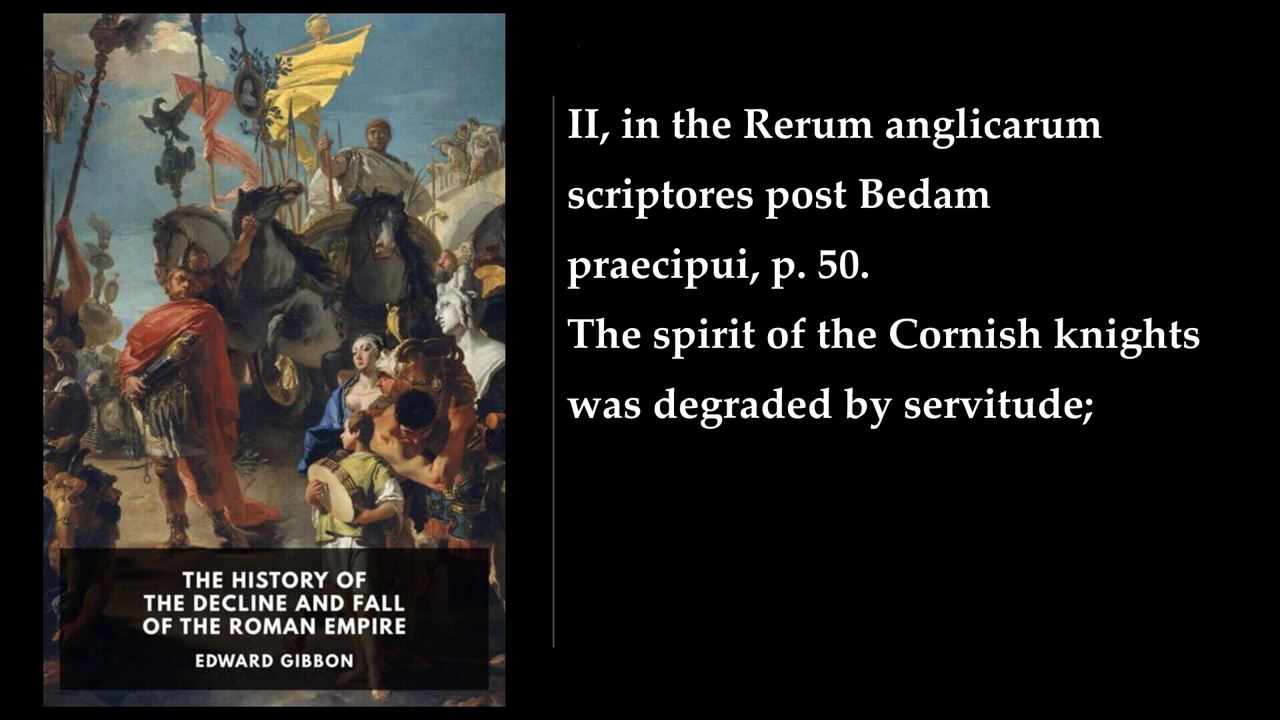 THE HISTORY OF
THE DECLINE AND FALL
OF THE ROMAN EMPIRE
EDWARD GIBBON
II, in the Rerum anglicarum
scriptores post Bedam
praecipui, p. 50.
The spirit of the Cornish knights
was degraded by servitude;